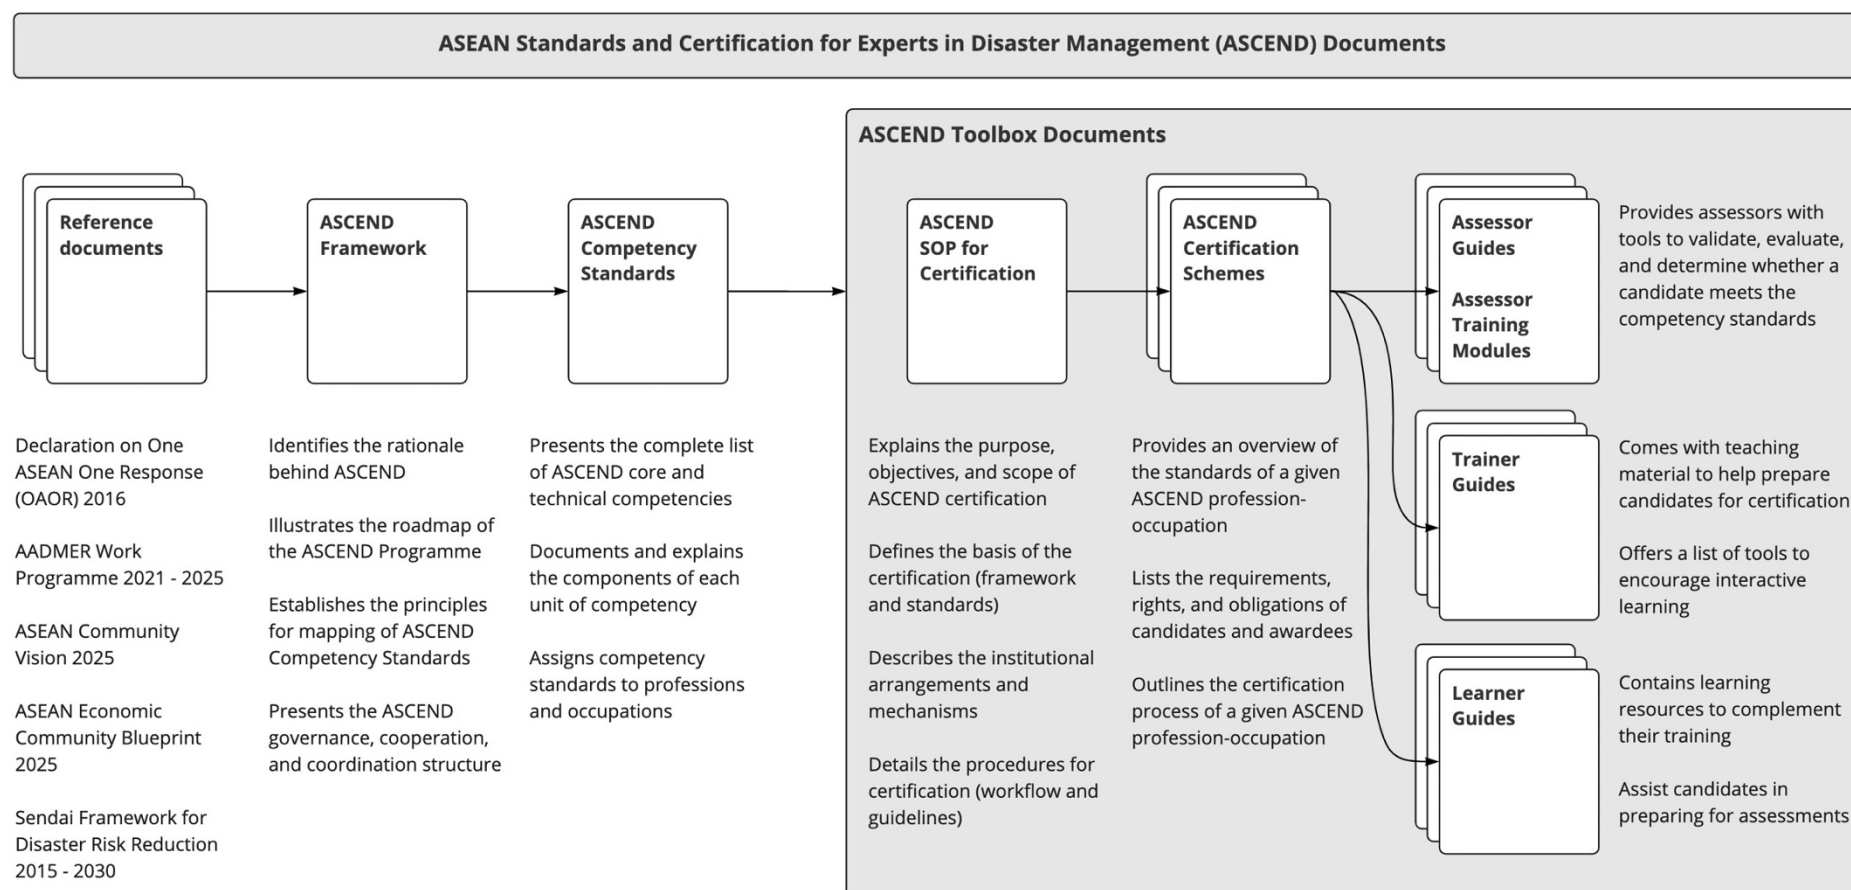 ASEAN Standards and Certification for Experts in Disaster Management (ASCEND) Documents
ASCEND Toolbox Documents
Reference
documents
ASCEND
Framework
ASCEND
Competency
Standards
ASCEND
SOP for
Certification
ASCEND
Certification
Schemes
Assessor
Guides
Assessor
Training
Modules
Provides assessors with
tools to validate, evaluate,
and determine whether a
candidate meets the
competency standards
Trainer
Guides
Comes with teaching
material to help prepare
candidates for certification
Offers a list of tools to
encourage interactive
learning
Learner
Guides
Contains learning
resources to complement
their training
Assist candidates in
preparing for assessments
Declaration on One
ASEAN One Response
(OAOR) 2016
AADMER Work
Programme 2021 - 2025
ASEAN Community
Vision 2025
ASEAN Economic
Community Blueprint
2025
Sendai Framework for
Disaster Risk Reduction
2015 - 2030
Identifies the rationale
behind ASCEND
Illustrates the roadmap of
the ASCEND Programme
Establishes the principles
for mapping of ASCEND
Competency Standards
Presents the ASCEND
governance, cooperation,
and coordination structure
Presents the complete list
of ASCEND core and
technical competencies
Documents and explains
the components of each
unit of competency
Assigns competency
standards to professions
and occupations
Explains the purpose,
objectives, and scope of
ASCEND certification
Defines the basis of the
certification (framework
and standards)
Describes the institutional
arrangements and
mechanisms
Details the procedures for
certification (workflow and
guidelines)
Provides an overview of
the standards of a given
ASCEND profession-
occupation
Lists the requirements,
rights, and obligations of
candidates and awardees
Outlines the certification
process of a given ASCEND
profession-occupation